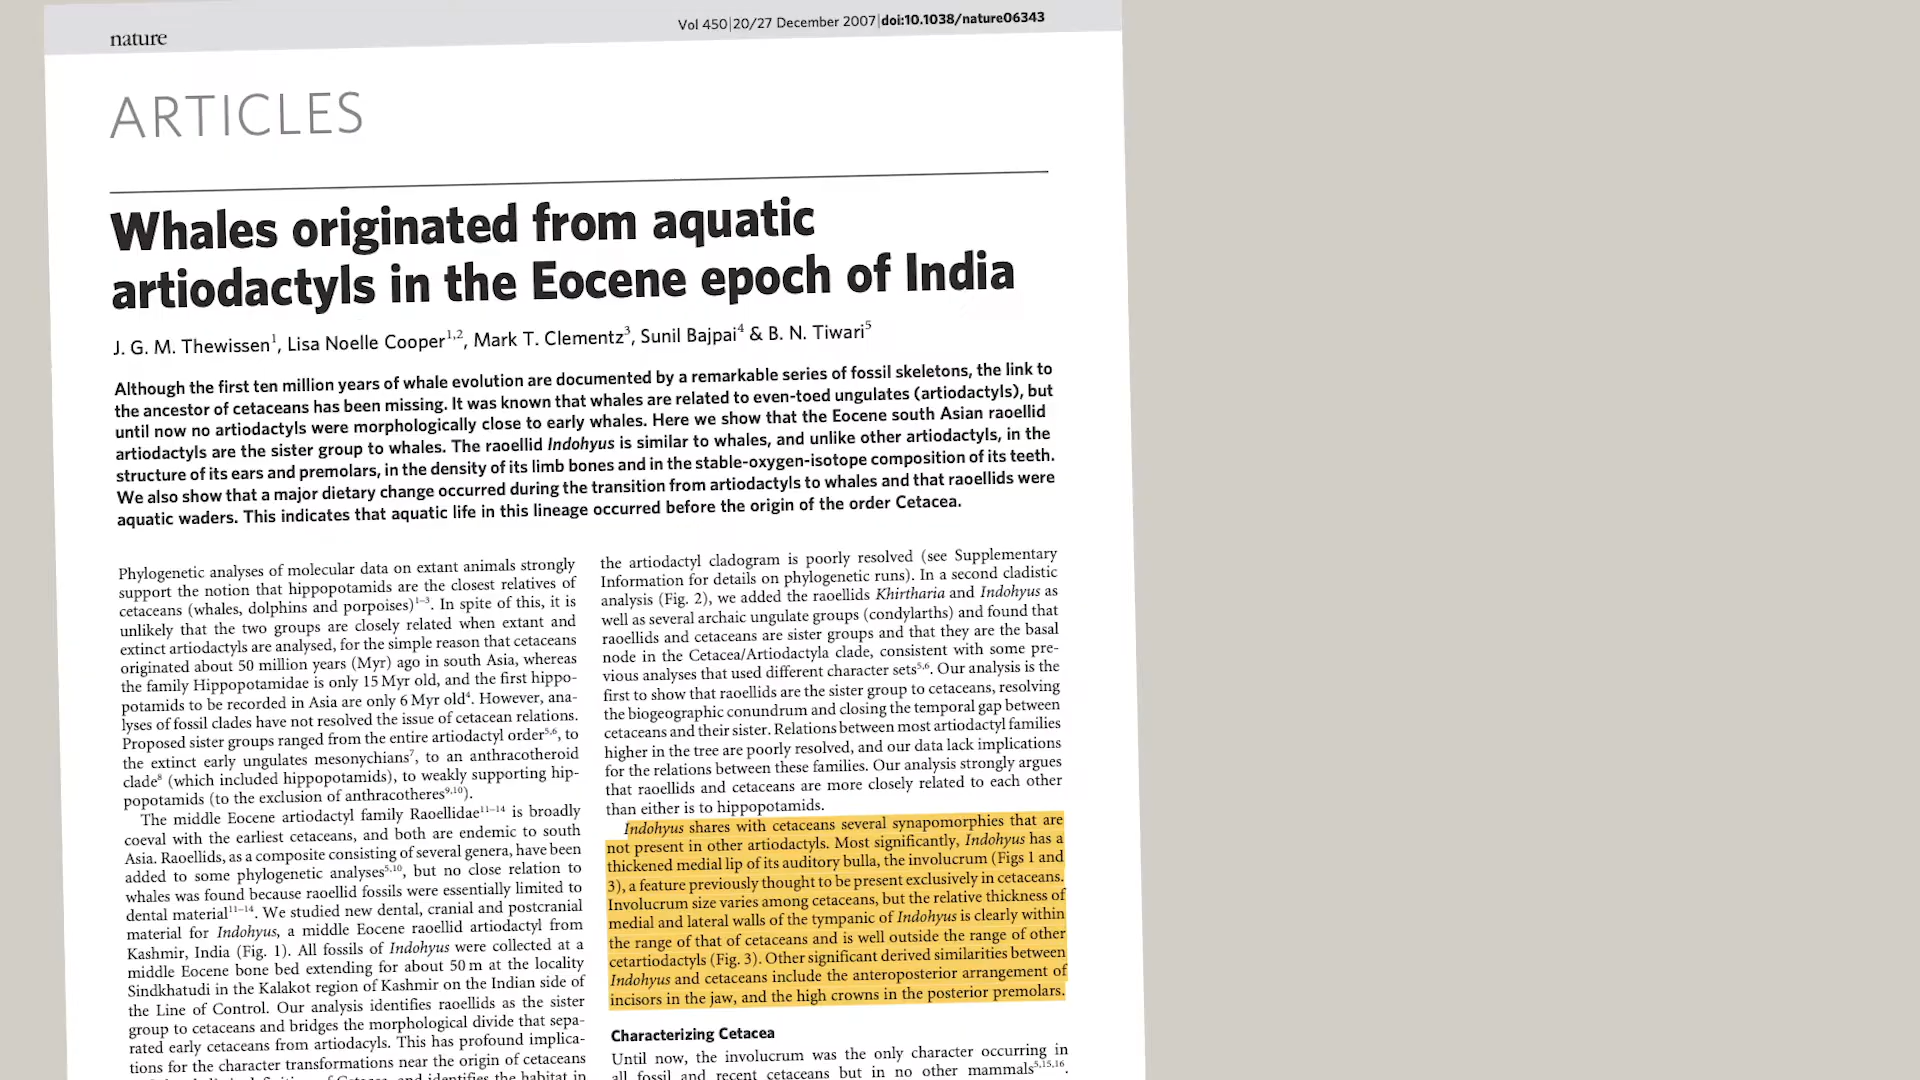 nature
Vol 450|20/27 December 2007|doi:10.1038/nature06343
ARTICLES
Whales originated from aquatic
artiodactyls in the Eocene epoch of India
J. G. M. Thewissen1, Lisa Noelle Cooper1,2, Mark T. Clementz3, Sunil Bajpai4 & B. N. Tiwari5
Although the first ten million years of whale evolution are documented by a remarkable series of fossil skeletons, the link to
the ancestor of cetaceans has been missing. It was known that whales are related to even-toed ungulates (artiodactyls), but
until now no artiodactyls were morphologically close to early whales. Here we show that the Eocene south Asian raoellid
artiodactyls are the sister group to whales. The raoellid Indohyus is similar to whales, and unlike other artiodactyls, in the
structure of its ears and premolars, in the density of its limb bones and in the stable-oxygen-isotope composition of its teeth.
We also show that a major dietary change occurred during the transition from artiodactyls to whales and that raoellids were
aquatic waders. This indicates that aquatic life in this lineage occurred before the origin of the order Cetacea.
Phylogenetic analyses of molecular data on extant animals strongly
support the notion that hippopotamids are the closest relatives of
cetaceans (whales, dolphins and porpoises)1–3. In spite of this, it is
unlikely that the two groups are closely related when extant and
extinct artiodactyls are analysed, for the simple reason that cetaceans
originated about 50 million years (Myr) ago in south Asia, whereas
the family Hippopotamidae is only 15 Myr old, and the first hippo-
potamids to be recorded in Asia are only 6 Myr old4. However, ana-
lyses of fossil clades have not resolved the issue of cetacean relations.
Proposed sister groups ranged from the entire artiodactyl order5,6, to
the extinct early ungulates mesonychians7, to an anthracotheroid
clade8 (which included hippopotamids), to weakly supporting hip-
popotamids (to the exclusion of anthracotheres9,10).
The middle Eocene artiodactyl family Raoellidae11–14 is broadly
coeval with the earliest cetaceans, and both are endemic to south
Asia. Raoellids, as a composite consisting of several genera, have been
added to some phylogenetic analyses5,10, but no close relation to
whales was found because raoellid fossils were essentially limited to
dental material11–14. We studied new dental, cranial and postcranial
material for Indohyus, a middle Eocene raoellid artiodactyl from
Kashmir, India (Fig. 1). All fossils of Indohyus were collected at a
middle Eocene bone bed extending for about 50 m at the locality
Sindkhatudi in the Kalakot region of Kashmir on the Indian side of
the Line of Control. Our analysis identifies raoellids as the sister
group to cetaceans and bridges the morphological divide that sepa-
rated early cetaceans from artiodacyls. This has profound implica-
tions for the character transformations near the origin of cetaceans
and identifies the habitat in
the artiodactyl cladogram is poorly resolved (see Supplementary
Information for details on phylogenetic runs). In a second cladistic
analysis (Fig. 2), we added the raoellids Khirtharia and Indohyus as
well as several archaic ungulate groups (condylarths) and found that
raoellids and cetaceans are sister groups and that they are the basal
node in the Cetacea/Artiodactyla clade, consistent with some pre-
vious analyses that used different character sets5,6. Our analysis is the
first to show that raoellids are the sister group to cetaceans, resolving
the biogeographic conundrum and closing the temporal gap between
cetaceans and their sister. Relations between most artiodactyl families
higher in the tree are poorly resolved, and our data lack implications
for the relations between these families. Our analysis strongly argues
that raoellids and cetaceans are more closely related to each other
than either is to hippopotamids.
Indohyus shares with cetaceans several synapomorphies that are
not present in other artiodactyls. Most significantly, Indohyus has a
thickened medial lip of its auditory bulla, the involucrum (Figs 1 and
3), a feature previously thought to be present exclusively in cetaceans.
Involucrum size varies among cetaceans, but the relative thickness of
medial and lateral walls of the tympanic of Indohyus is clearly within
the range of that of cetaceans and is well outside the range of other
cetartiodactyls (Fig. 3). Other significant derived similarities between
Indohyus and cetaceans include the anteroposterior arrangement of
incisors in the jaw, and the high crowns in the posterior premolars.
Characterizing Cetacea
Until now, the involucrum was the only character occurring in
all fossil and recent cetaceans but in no other mammals5,15,16.